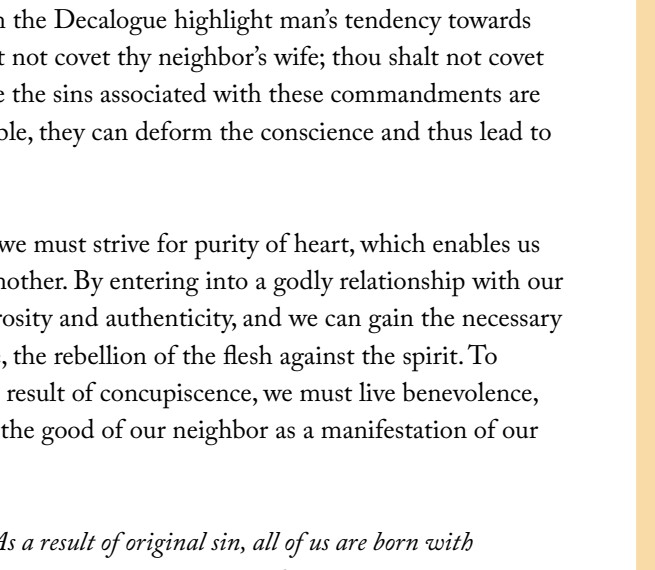 the Decalogue highlight man's tendency towards
not covet thy neighbor's wife; thou shalt not covet
the sins associated with these commandments are
they can deform the conscience and thus lead to
we must strive for purity of heart, which enables us
By entering into a godly relationship with our
and authenticity, and we can gain the necessary
the rebellion of the flesh against the spirit. To
result of concupiscence, we must live benevolence,
the good of our neighbor as a manifestation of our
As a result of original sin, all of us are born with